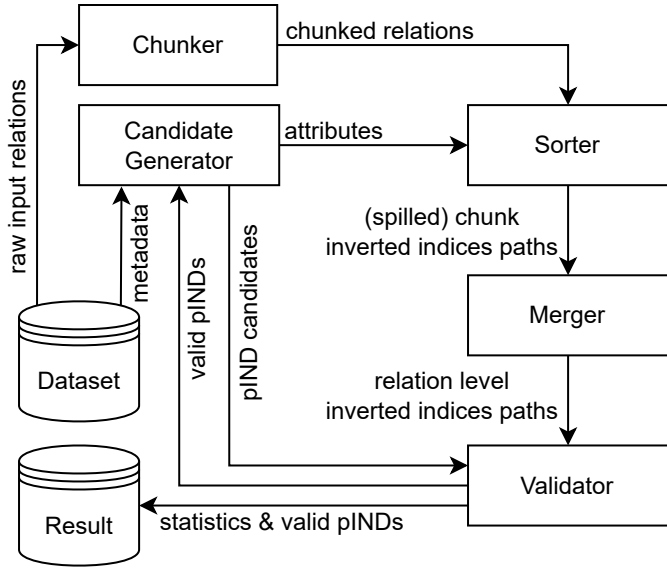 Chunker
chunked relations
raw input relations
Candidate
Generator
attributes
Sorter
metadata
valid pINDs
pIND candidates
(spilled) chunk
inverted indices paths
Merger
Dataset
relation level
inverted indices paths
Validator
Result
statistics & valid pINDs